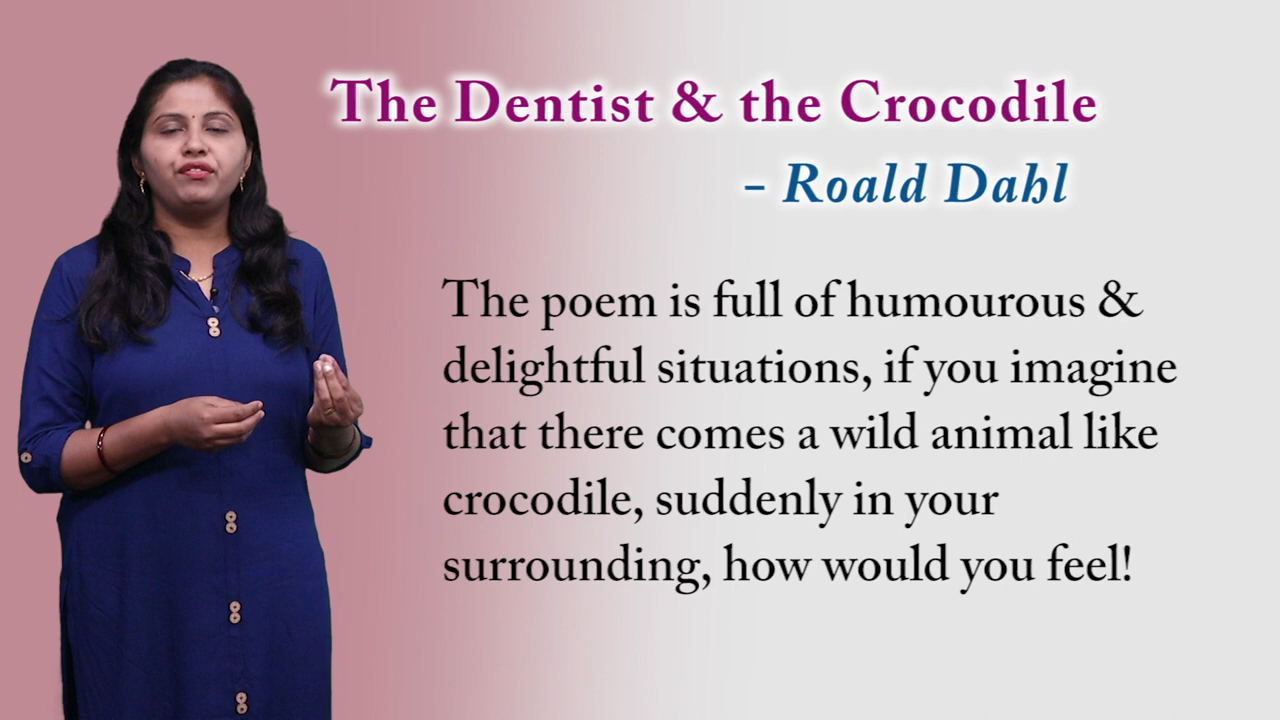 The Dentist & the Crocodile
- Roald Dahl
The poem is full of humourous &
delightful situations, if you imagine
that there comes a wild animal like
crocodile, suddenly in your
surrounding, how would you feel!